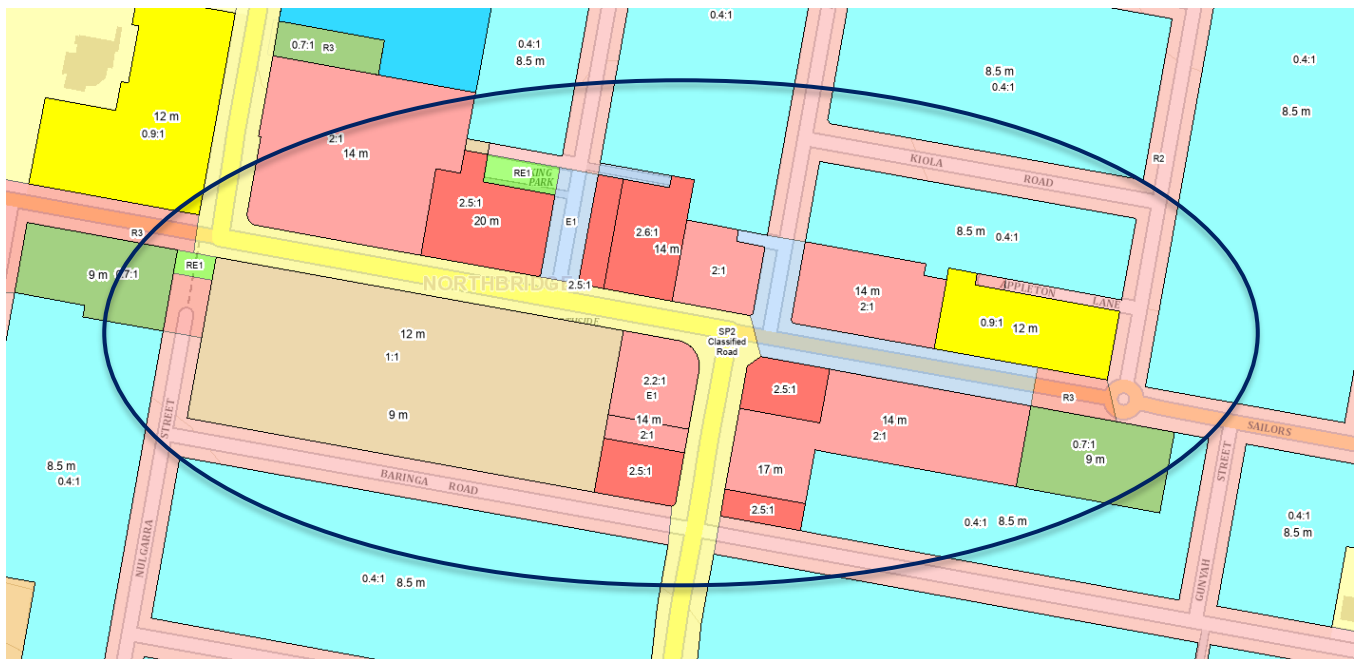 0.4:1
0.7:1 R3
0.4:1
8.5 m
8.5 m
0.4:1
0.4:1
8.5 m
12 m
0.9:1
2:1
14 m
KIOLA
ROAD
R2
RE1
PARK
2.5:1
20 m
E1
2.6:1
14 m
8.5 m 0.4:1
R3
RE1
9 m 0.7:1
2:1
NORTHBRIDGE
2.5:1
14 m
2:1
APPLETON
LANE
0.9:1 12 m
12 m
1:1
9 m
SP2
Classified
Road
2.2:1
E1
14 m
2:1
2.5:1
2.5:1
14 m
2:1
R3
SAILORS
0.7:1
9 m
STREET
BARINGA ROAD
17 m
2.5:1
8.5 m
0.4:1
0.4:1 8.5 m
STREET
0.4:1
8.5 m
NULGARRA
GUNYAH
0.4:1 8.5 m